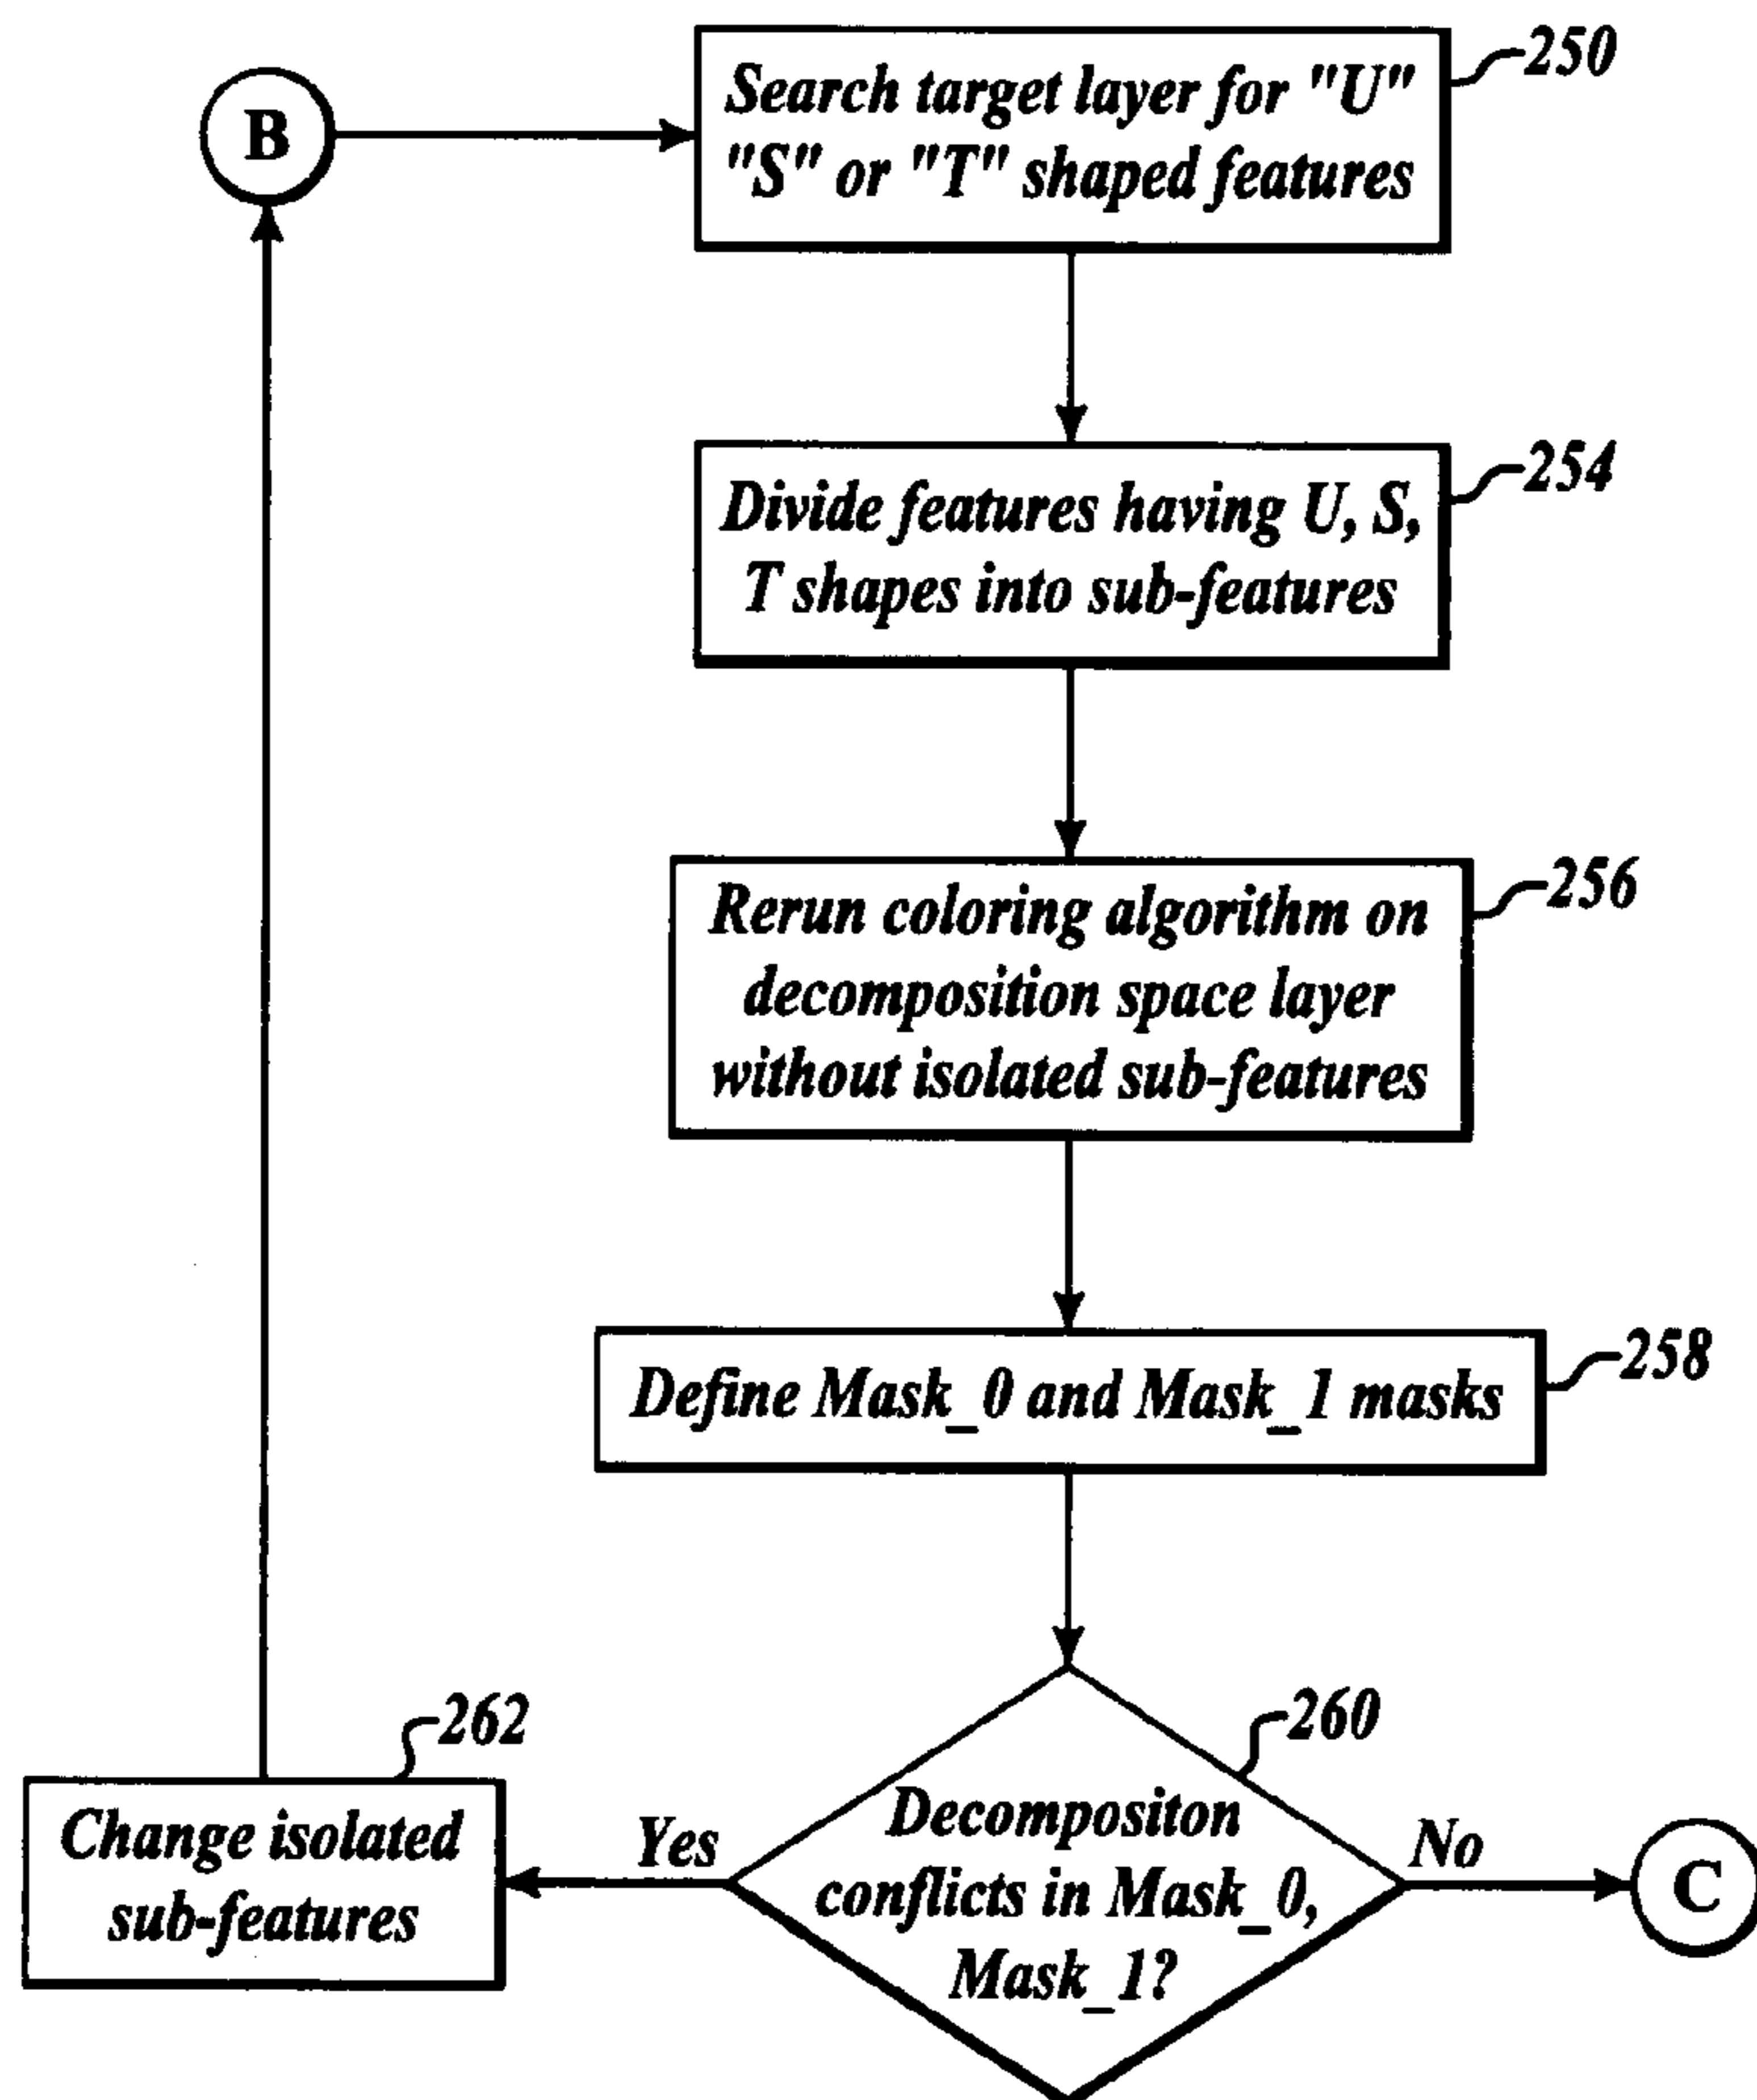 B
Search target layer for "U"
"S" or "T" shaped features
250
Divide features having U, S,
T shapes into sub-features
254
Rerun coloring algorithm on
decomposition space layer
without isolated sub-features
256
Define Mask_0 and Mask_1 masks
258
Decompositon
conflicts in Mask_0,
Mask_1?
260
Yes
No
Change isolated
sub-features
262
C